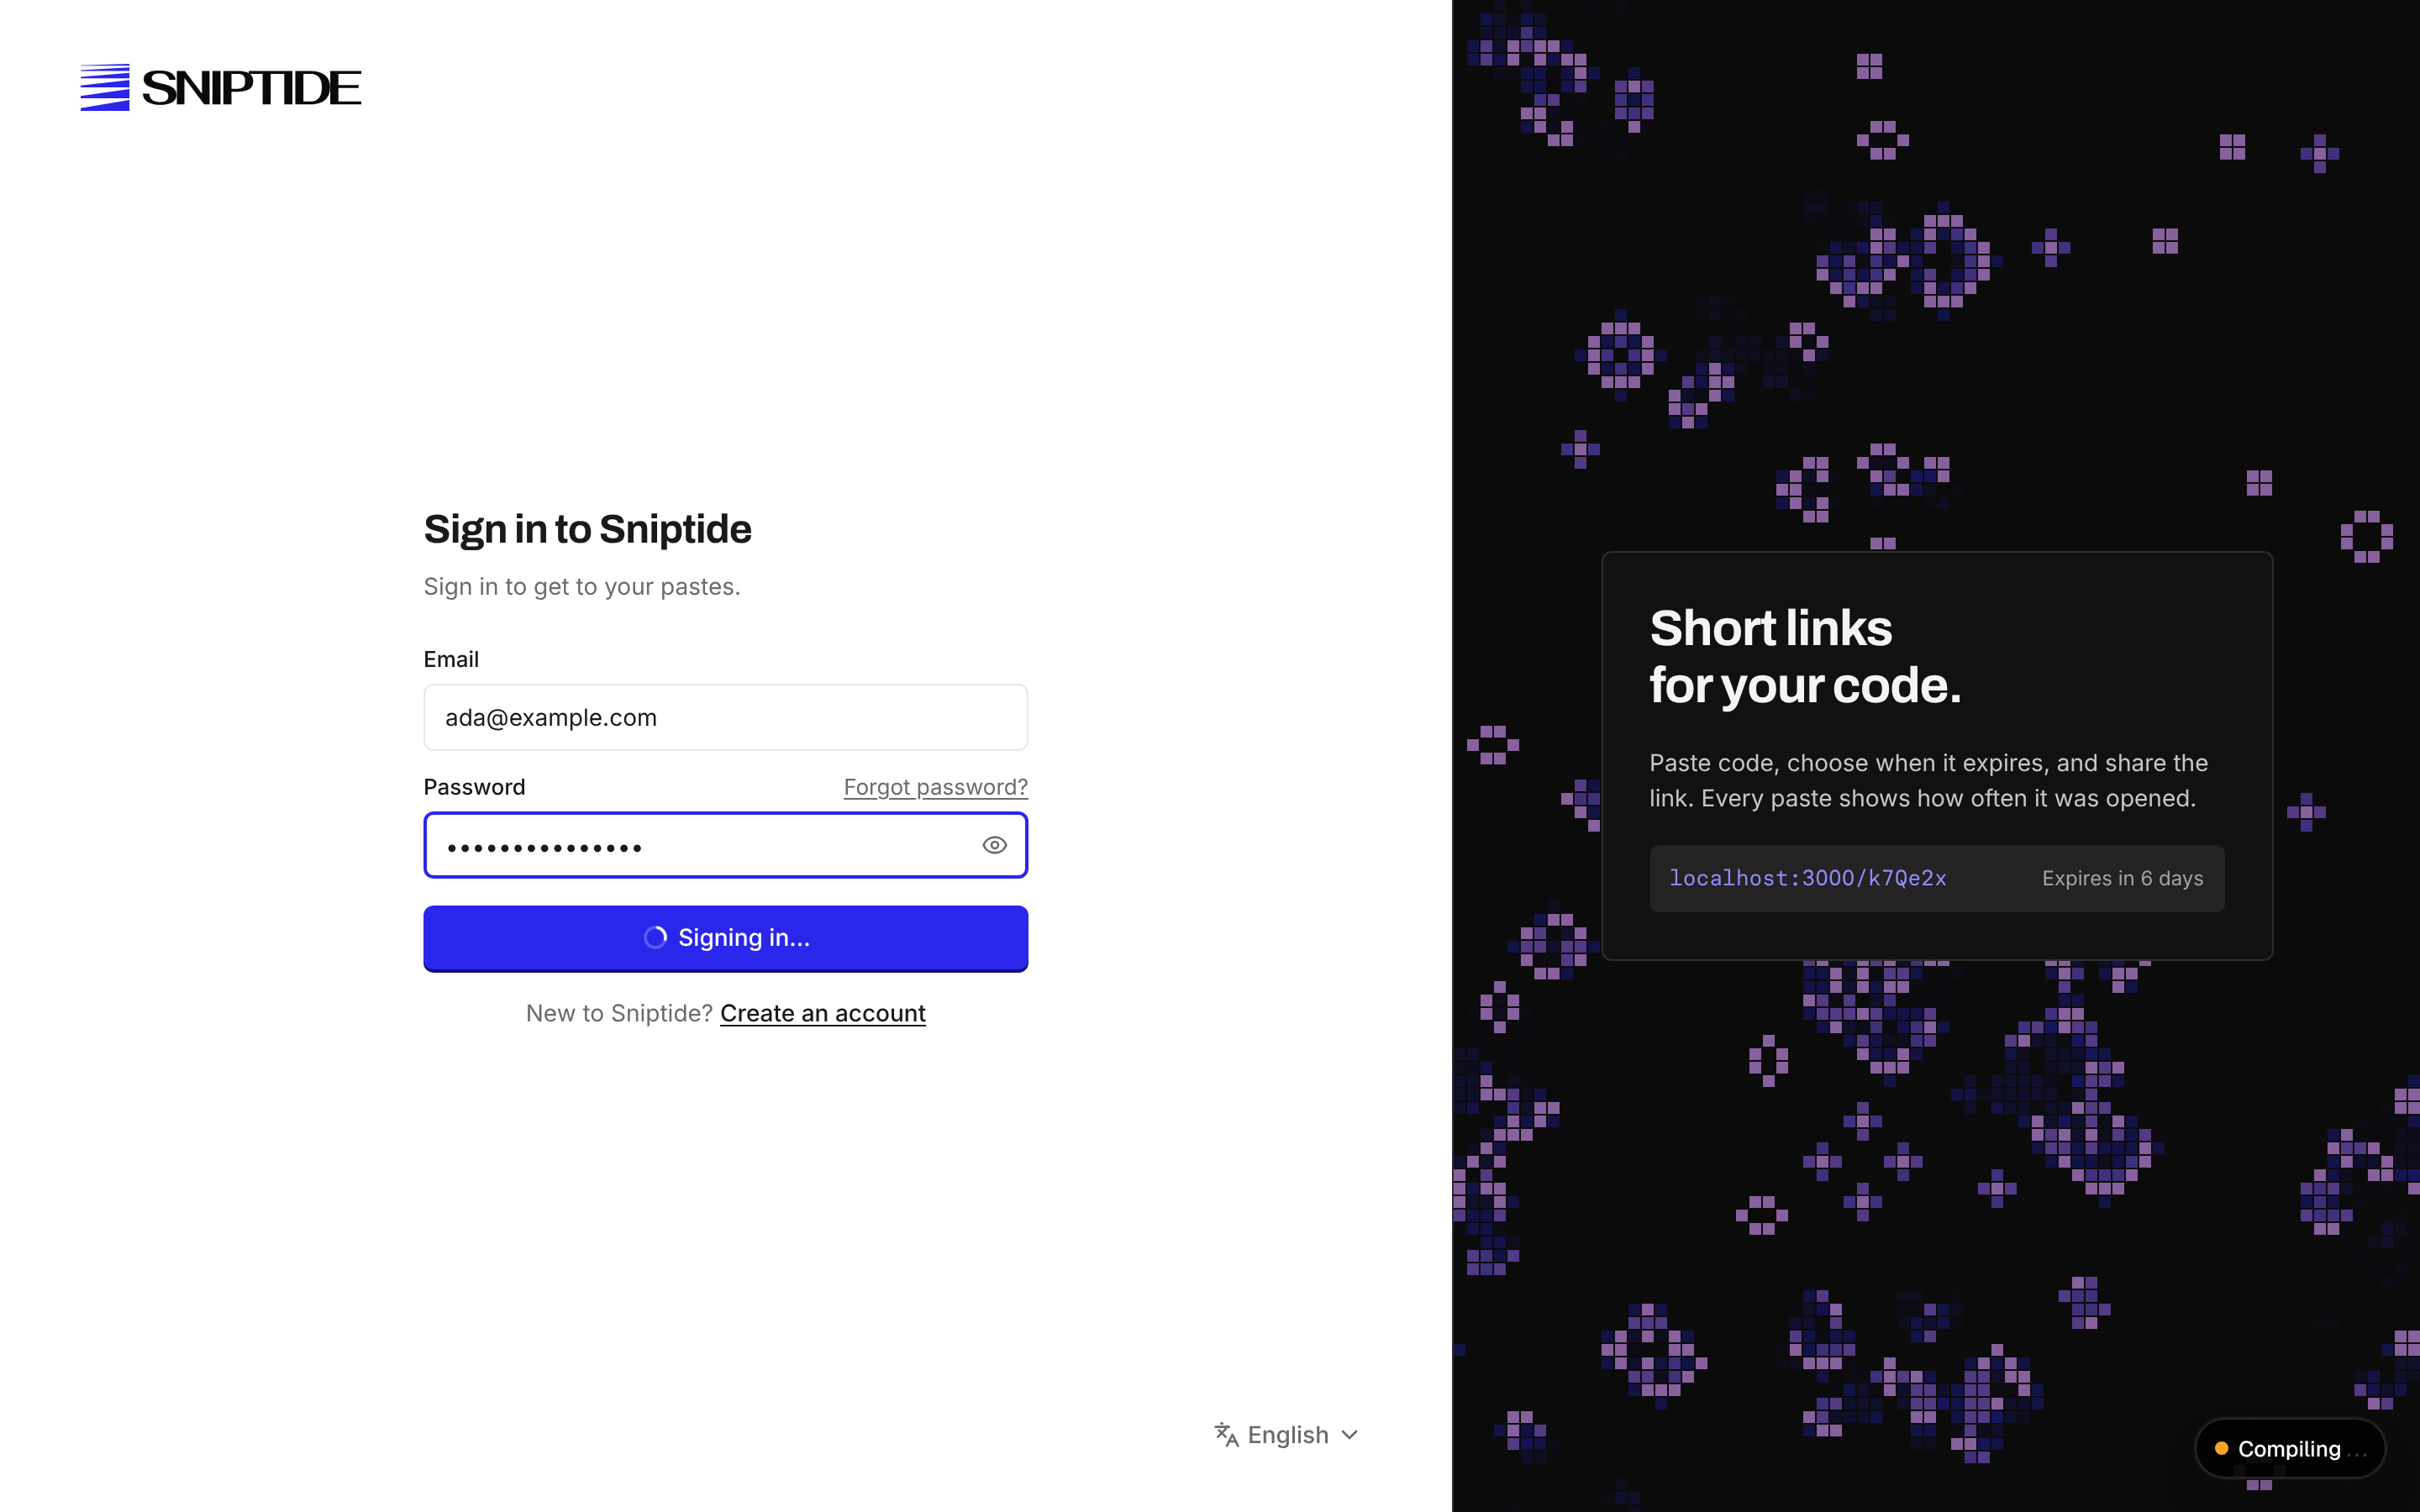 SNIPTIDE
Sign in to Sniptide
Sign in to get to your pastes.
Email
ada@example.com
Password Forgot password?
•••••••••••••••
Signing in...
New to Sniptide? Create an account
English
Short links
for your code.
Paste code, choose when it expires, and share the
link. Every paste shows how often it was opened.
localhost:3000/k7Qe2x Expires in 6 days
Compiling ...